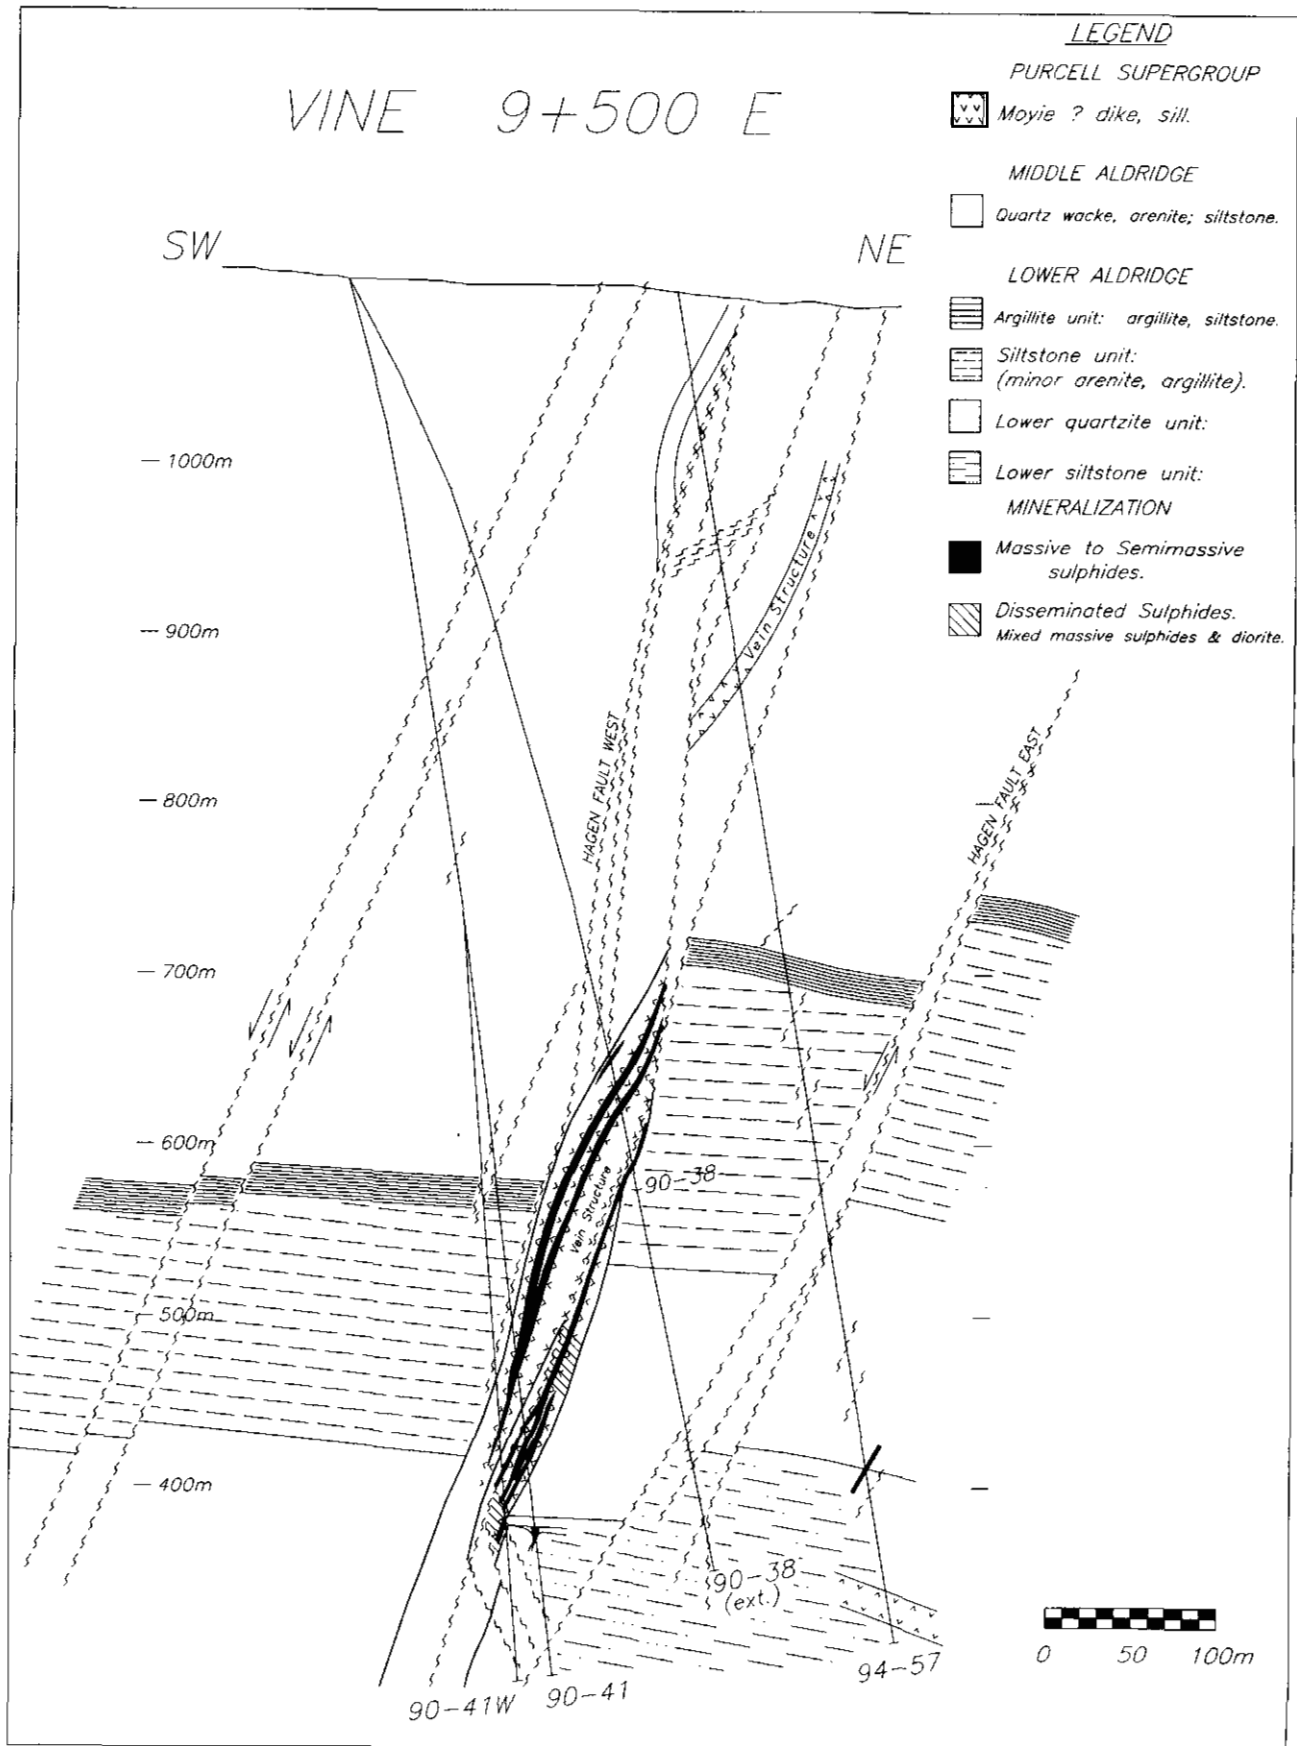 LEGEND
PURCELL SUPERGROUP
Moyie ? dike, sill.
MIDDLE ALDRIDGE
Quartz wacke, arenite; siltstone.
LOWER ALDRIDGE
Argillite unit: argillite, siltstone.
Siltstone unit:
(minor arenite, argillite).
Lower quartzite unit:
Lower siltstone unit:
MINERALIZATION
Massive to Semimassive
sulphides.
Disseminated Sulphides.
Mixed massive sulphides & diorite.
VINE 9+500 E
SW
NE
1000m
900m
800m
700m
600m
500m
400m
Vein Structure
HAGEN FAULT WEST
HAGEN FAULT EAST
90-38
Vein Structure
90-38
(ext.)
94-57
90-41
90-41W
0 50 100m